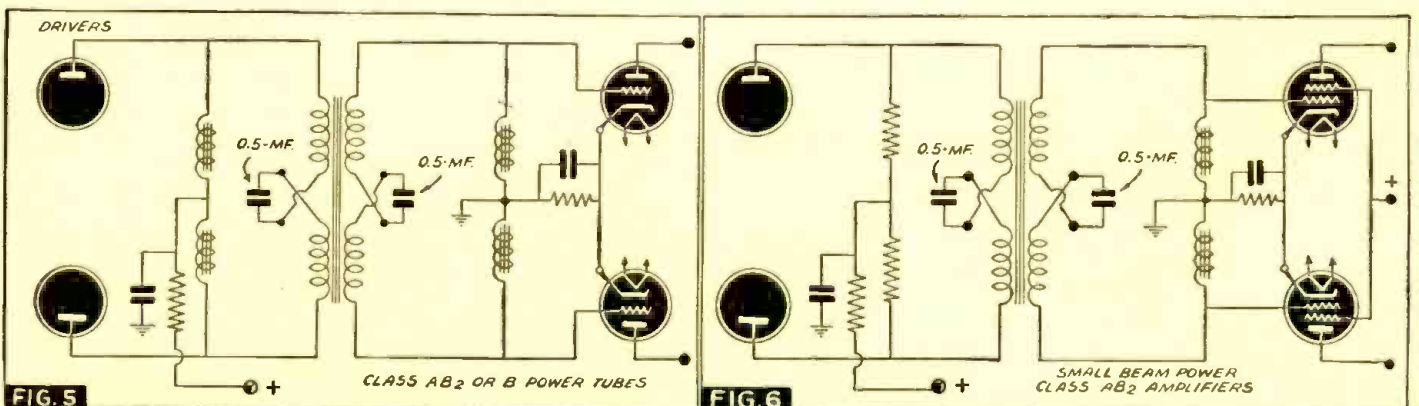 DRIVERS
0.5-MF.
0.5-MF.
+
CLASS AB2 OR B POWER TUBES
FIG. 5
0.5-MF.
0.5-MF.
+
+
SMALL BEAM POWER
CLASS AB2 AMPLIFIERS
FIG. 6